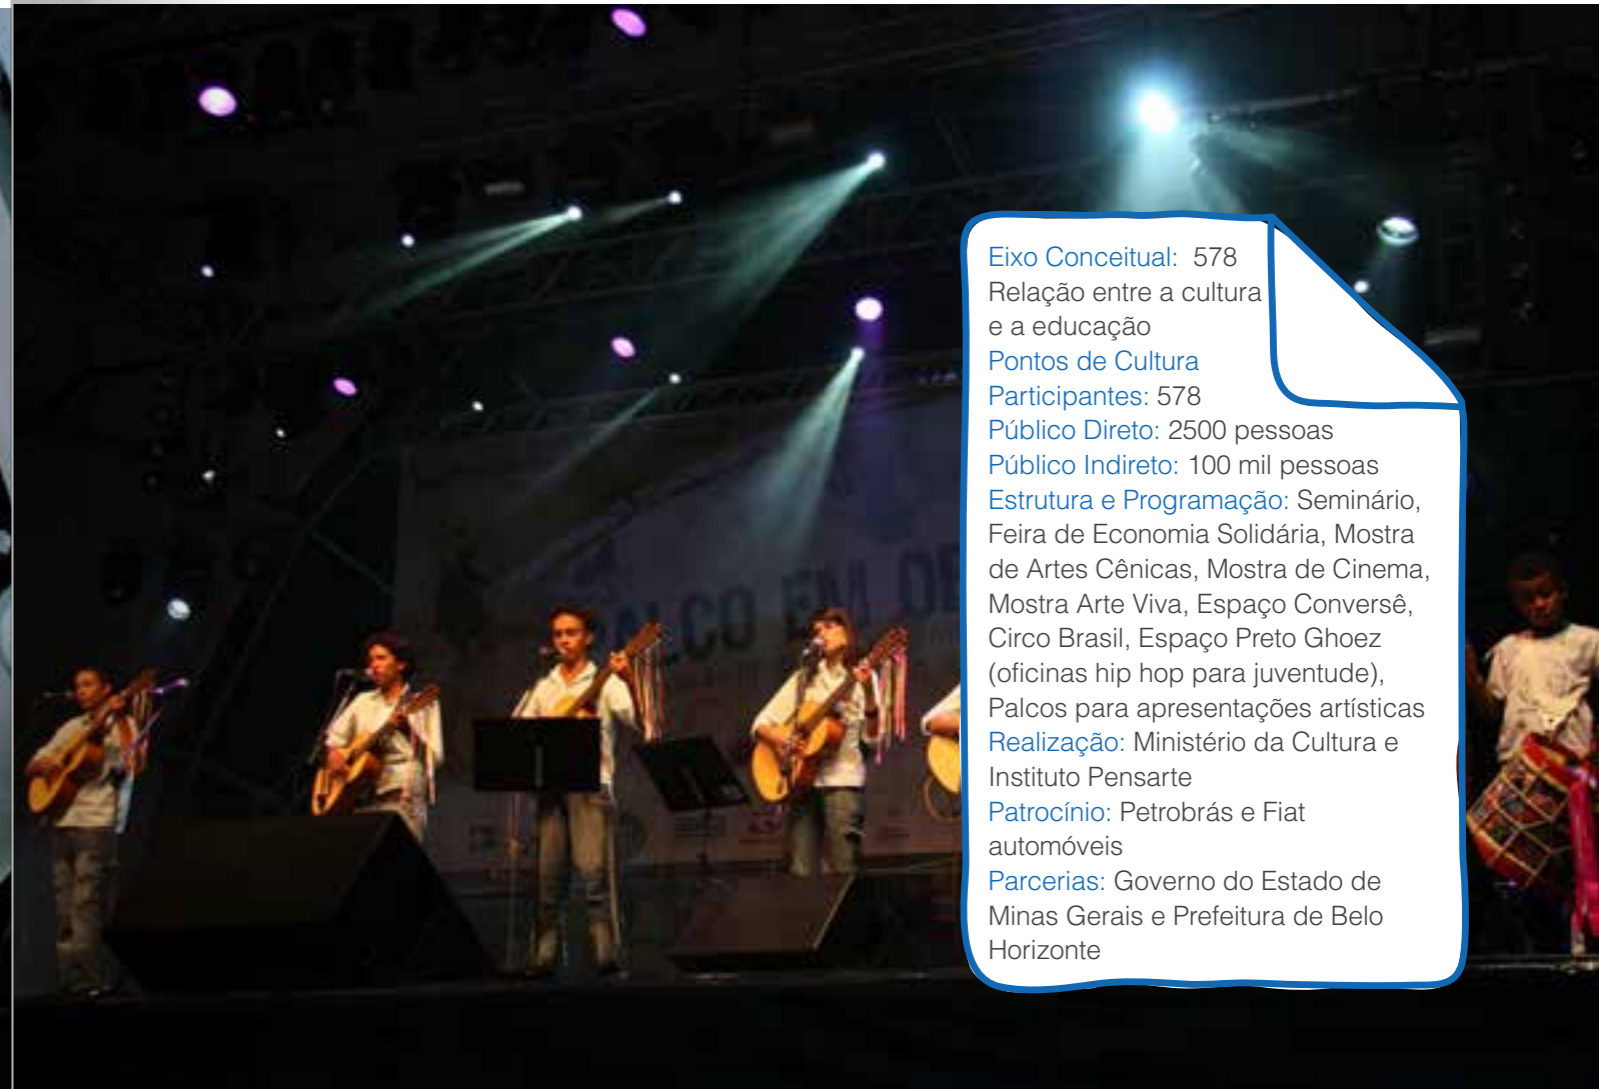 PALCO EM
Eixo Conceitual: 578
Relação entre a cultura
e a educação
Pontos de Cultura
Participantes: 578
Público Direto: 2500 pessoas
Público Indireto: 100 mil pessoas
Estrutura e Programação: Seminário,
Feira de Economia Solidária, Mostra
de Artes Cênicas, Mostra de Cinema,
Mostra Arte Viva, Espaço Conversê,
Circo Brasil, Espaço Preto Ghoez
(oficinas hip hop para juventude),
Palcos para apresentações artísticas
Realização: Ministério da Cultura e
Instituto Pensarte
Patrocínio: Petrobrás e Fiat
automóveis
Parcerias: Governo do Estado de
Minas Gerais e Prefeitura de Belo
Horizonte